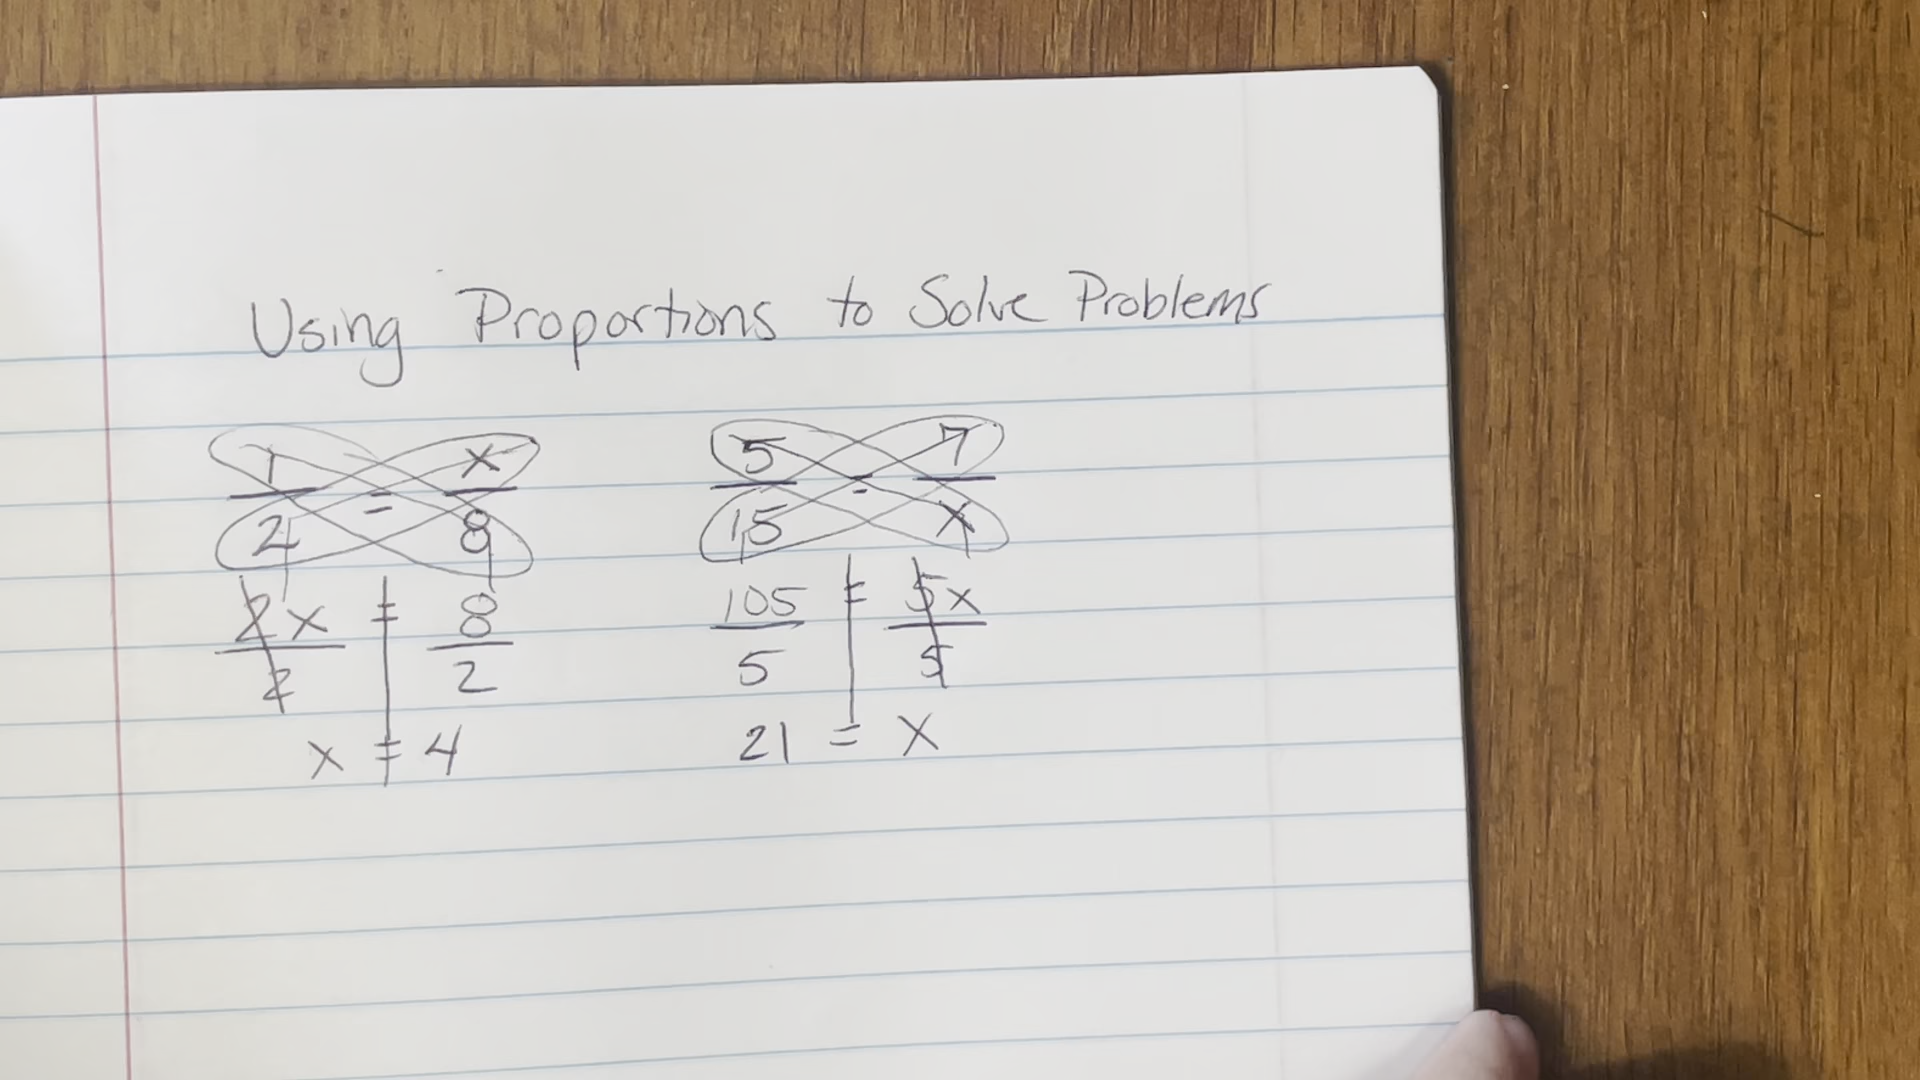 Using Proportions to Solve Problems
1/2 = x/8
2x/2 = 8/2
x = 4
5/15 = 7/x
105/5 = 5x/5
21 = x